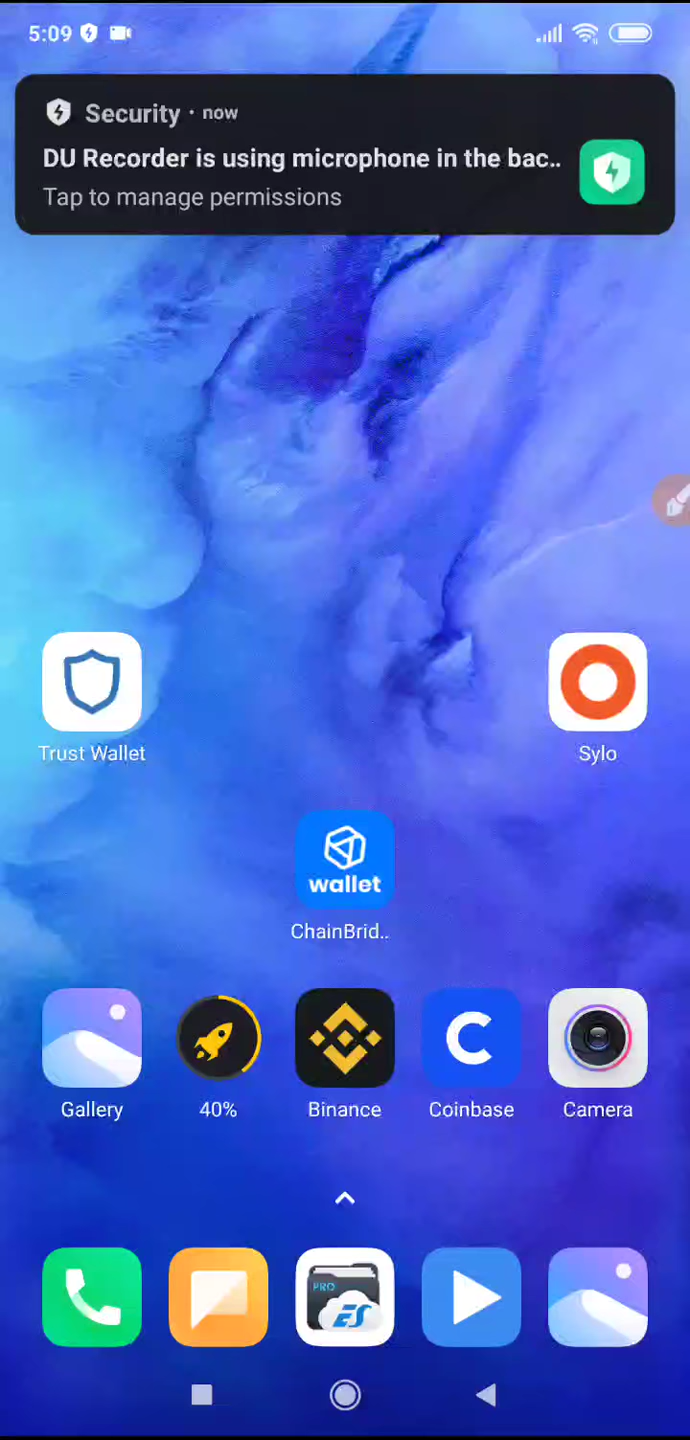 5:09
Security · now
DU Recorder is using microphone in the bac..
Tap to manage permissions
Trust Wallet
Sylo
wallet
ChainBrid..
Gallery
40%
Binance
Coinbase
Camera
PRO
ES